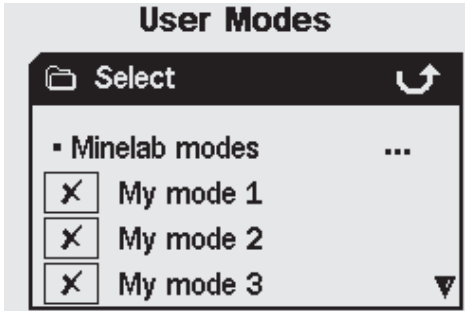 User Modes
Select
▪ Minelab modes ...
My mode 1
My mode 2
My mode 3